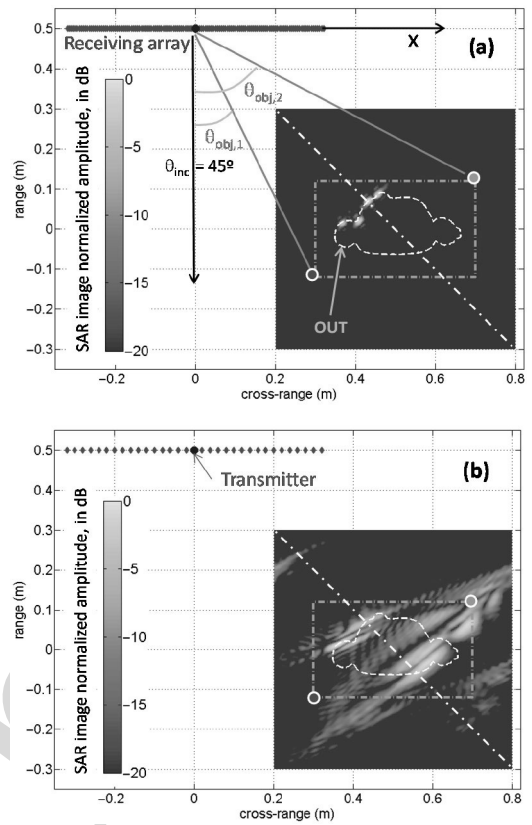 Receiving array
X
(a)
SAR image normalized amplitude, in dB
0
−5
−10
−15
−20
θobj,2
θobj,1
θinc = 45º
OUT
range (m)
0.5
0.4
0.3
0.2
0.1
0
−0.1
−0.2
−0.3
−0.2
0
0.2
0.4
0.6
0.8
cross-range (m)
(b)
Transmitter
SAR image normalized amplitude, in dB
0
−5
−10
−15
−20
range (m)
0.5
0.4
0.3
0.2
0.1
0
−0.1
−0.2
−0.3
−0.2
0
0.2
0.4
0.6
0.8
cross-range (m)